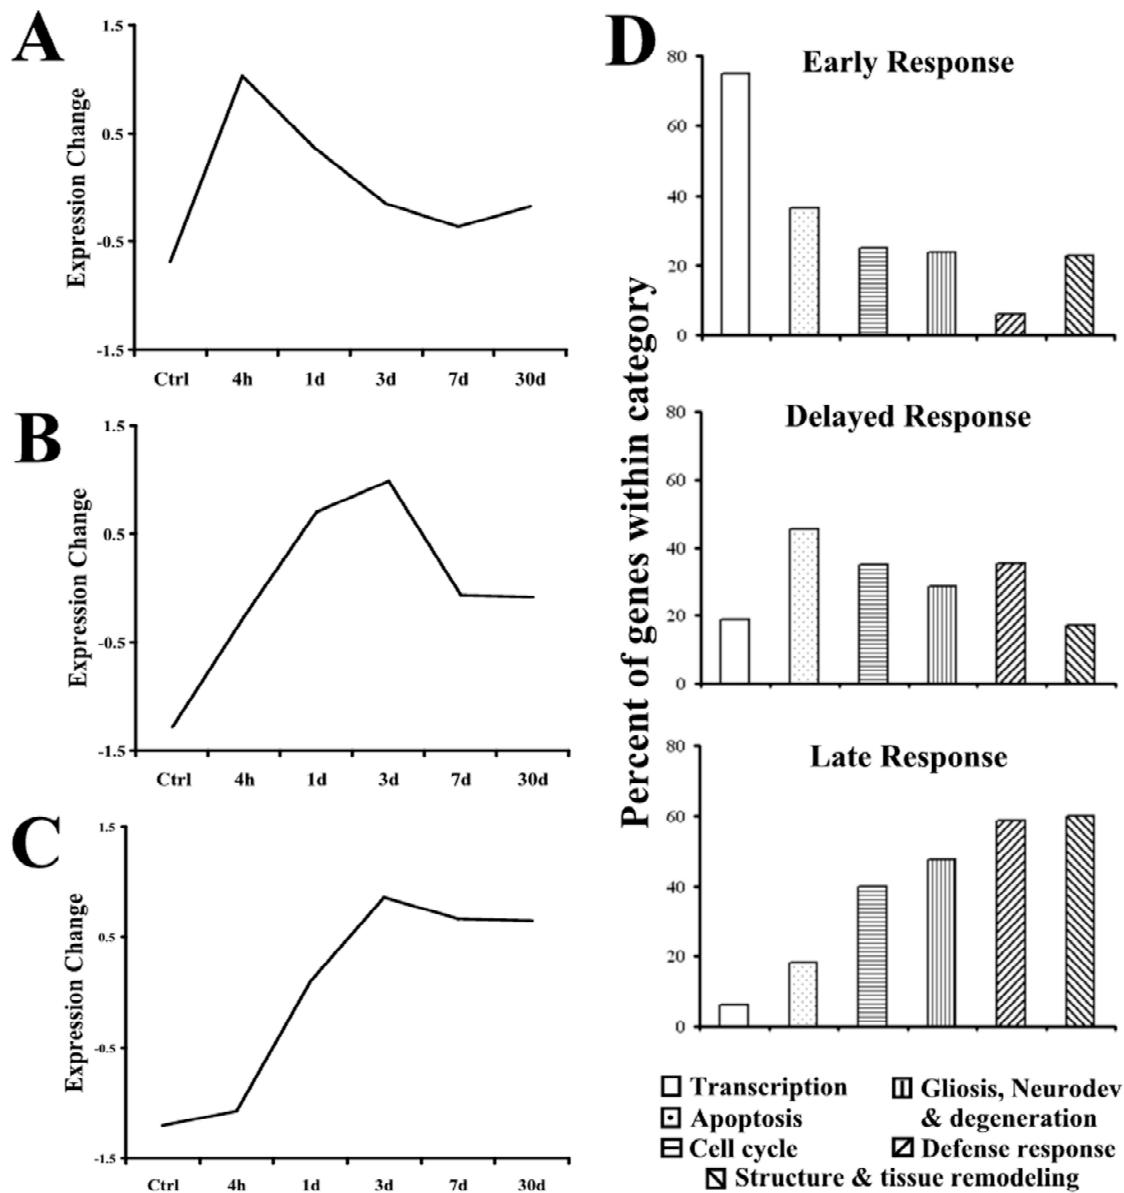 A
1.5
0.5
-0.5
-1.5
Expression Change
Ctrl 4h 1d 3d 7d 30d
B
1.5
0.5
-0.5
-1.5
Expression Change
Ctrl 4h 1d 3d 7d 30d
C
1.5
0.5
-0.5
-1.5
Expression Change
Ctrl 4h 1d 3d 7d 30d
D
Percent of genes within category
Early Response
80
60
40
20
0
Delayed Response
80
60
40
20
0
Late Response
80
60
40
20
0
Transcription
Apoptosis
Cell cycle
Gliosis, Neurodev
& degeneration
Defense response
Structure & tissue remodeling